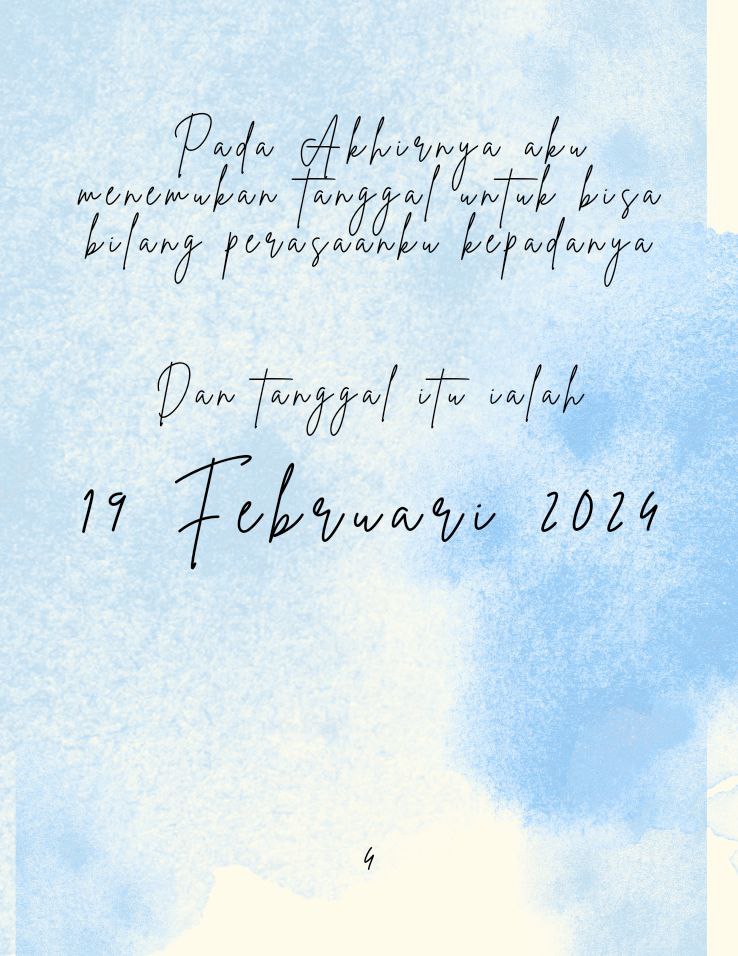 Pada Akhirnya aku
menemukan tanggal untuk bisa
bilang perasaanku kepadanya
Dan tanggal itu ialah
19 Februari 2024
4